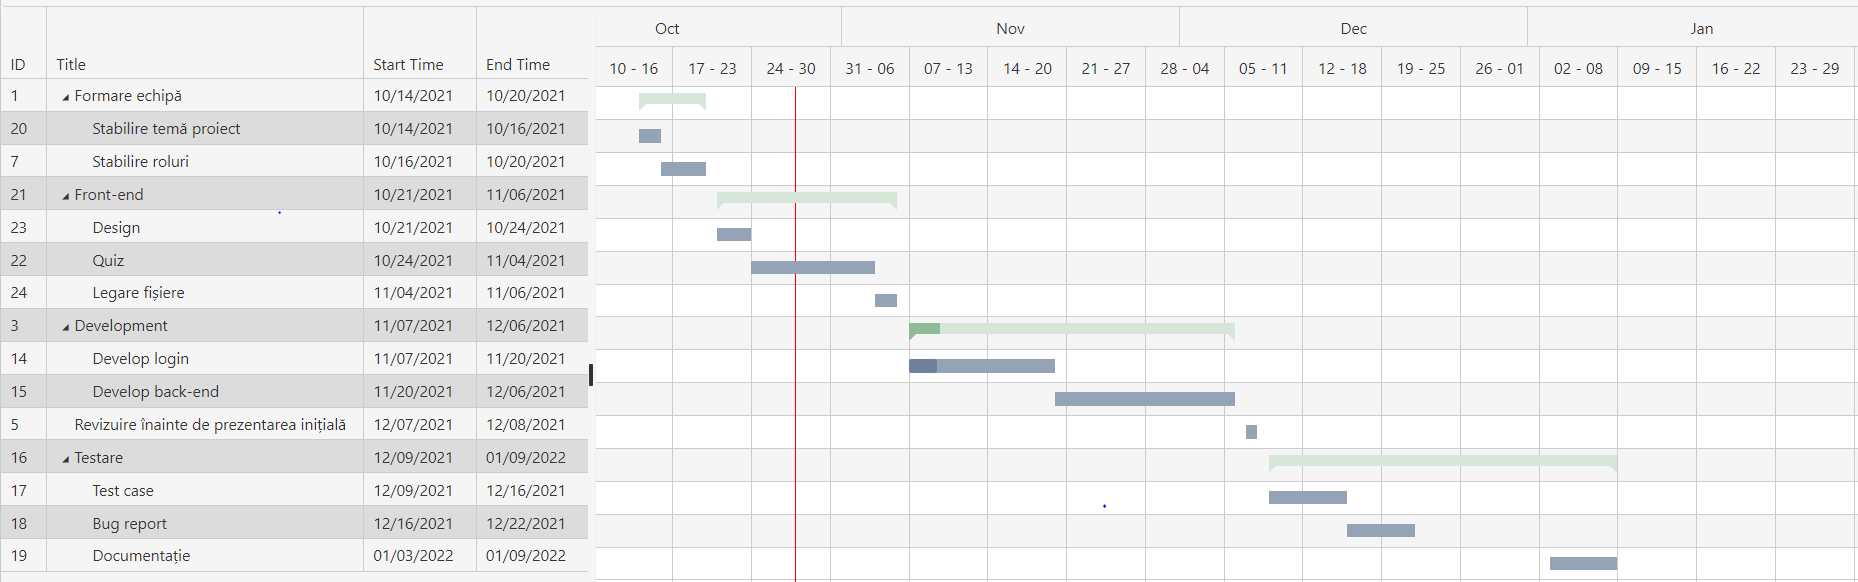 Oct Nov Dec Jan
ID Title Start Time End Time 10 - 16 17 - 23 24 - 30 31 - 06 07 - 13 14 - 20 21 - 27 28 - 04 05 - 11 12 - 18 19 - 25 26 - 01 02 - 08 09 - 15 16 - 22 23 - 29
1 Formare echipă 10/14/2021 10/20/2021
20 Stabilire temă proiect 10/14/2021 10/16/2021
7 Stabilire roluri 10/16/2021 10/20/2021
21 Front-end 10/21/2021 11/06/2021
23 Design 10/21/2021 10/24/2021
22 Quiz 10/24/2021 11/04/2021
24 Legare fișiere 11/04/2021 11/06/2021
3 Development 11/07/2021 12/06/2021
14 Develop login 11/07/2021 11/20/2021
15 Develop back-end 11/20/2021 12/06/2021
5 Revizuire înainte de prezentarea inițială 12/07/2021 12/08/2021
16 Testare 12/09/2021 01/09/2022
17 Test case 12/09/2021 12/16/2021
18 Bug report 12/16/2021 12/22/2021
19 Documentație 01/03/2022 01/09/2022